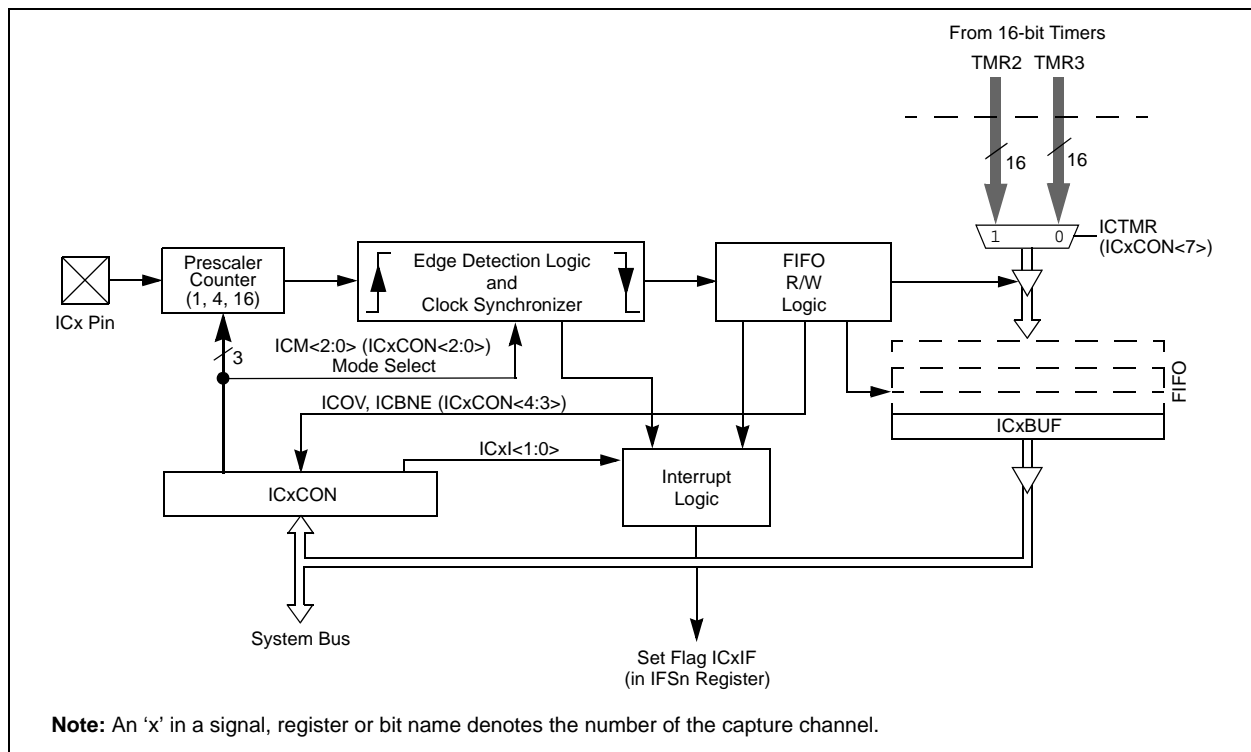 From 16-bit Timers
TMR2 TMR3
16 16
1 0
ICTMR
(ICxCON<7>)
Prescaler
Counter
(1, 4, 16)
Edge Detection Logic
and
Clock Synchronizer
FIFO
R/W
Logic
ICx Pin
3
ICM<2:0> (ICxCON<2:0>)
Mode Select
FIFO
ICOV, ICBNE (ICxCON<4:3>)
ICxBUF
ICxI<1:0>
Interrupt
Logic
ICxCON
System Bus
Set Flag ICxIF
(in IFSn Register)
Note: An ‘x’ in a signal, register or bit name denotes the number of the capture channel.